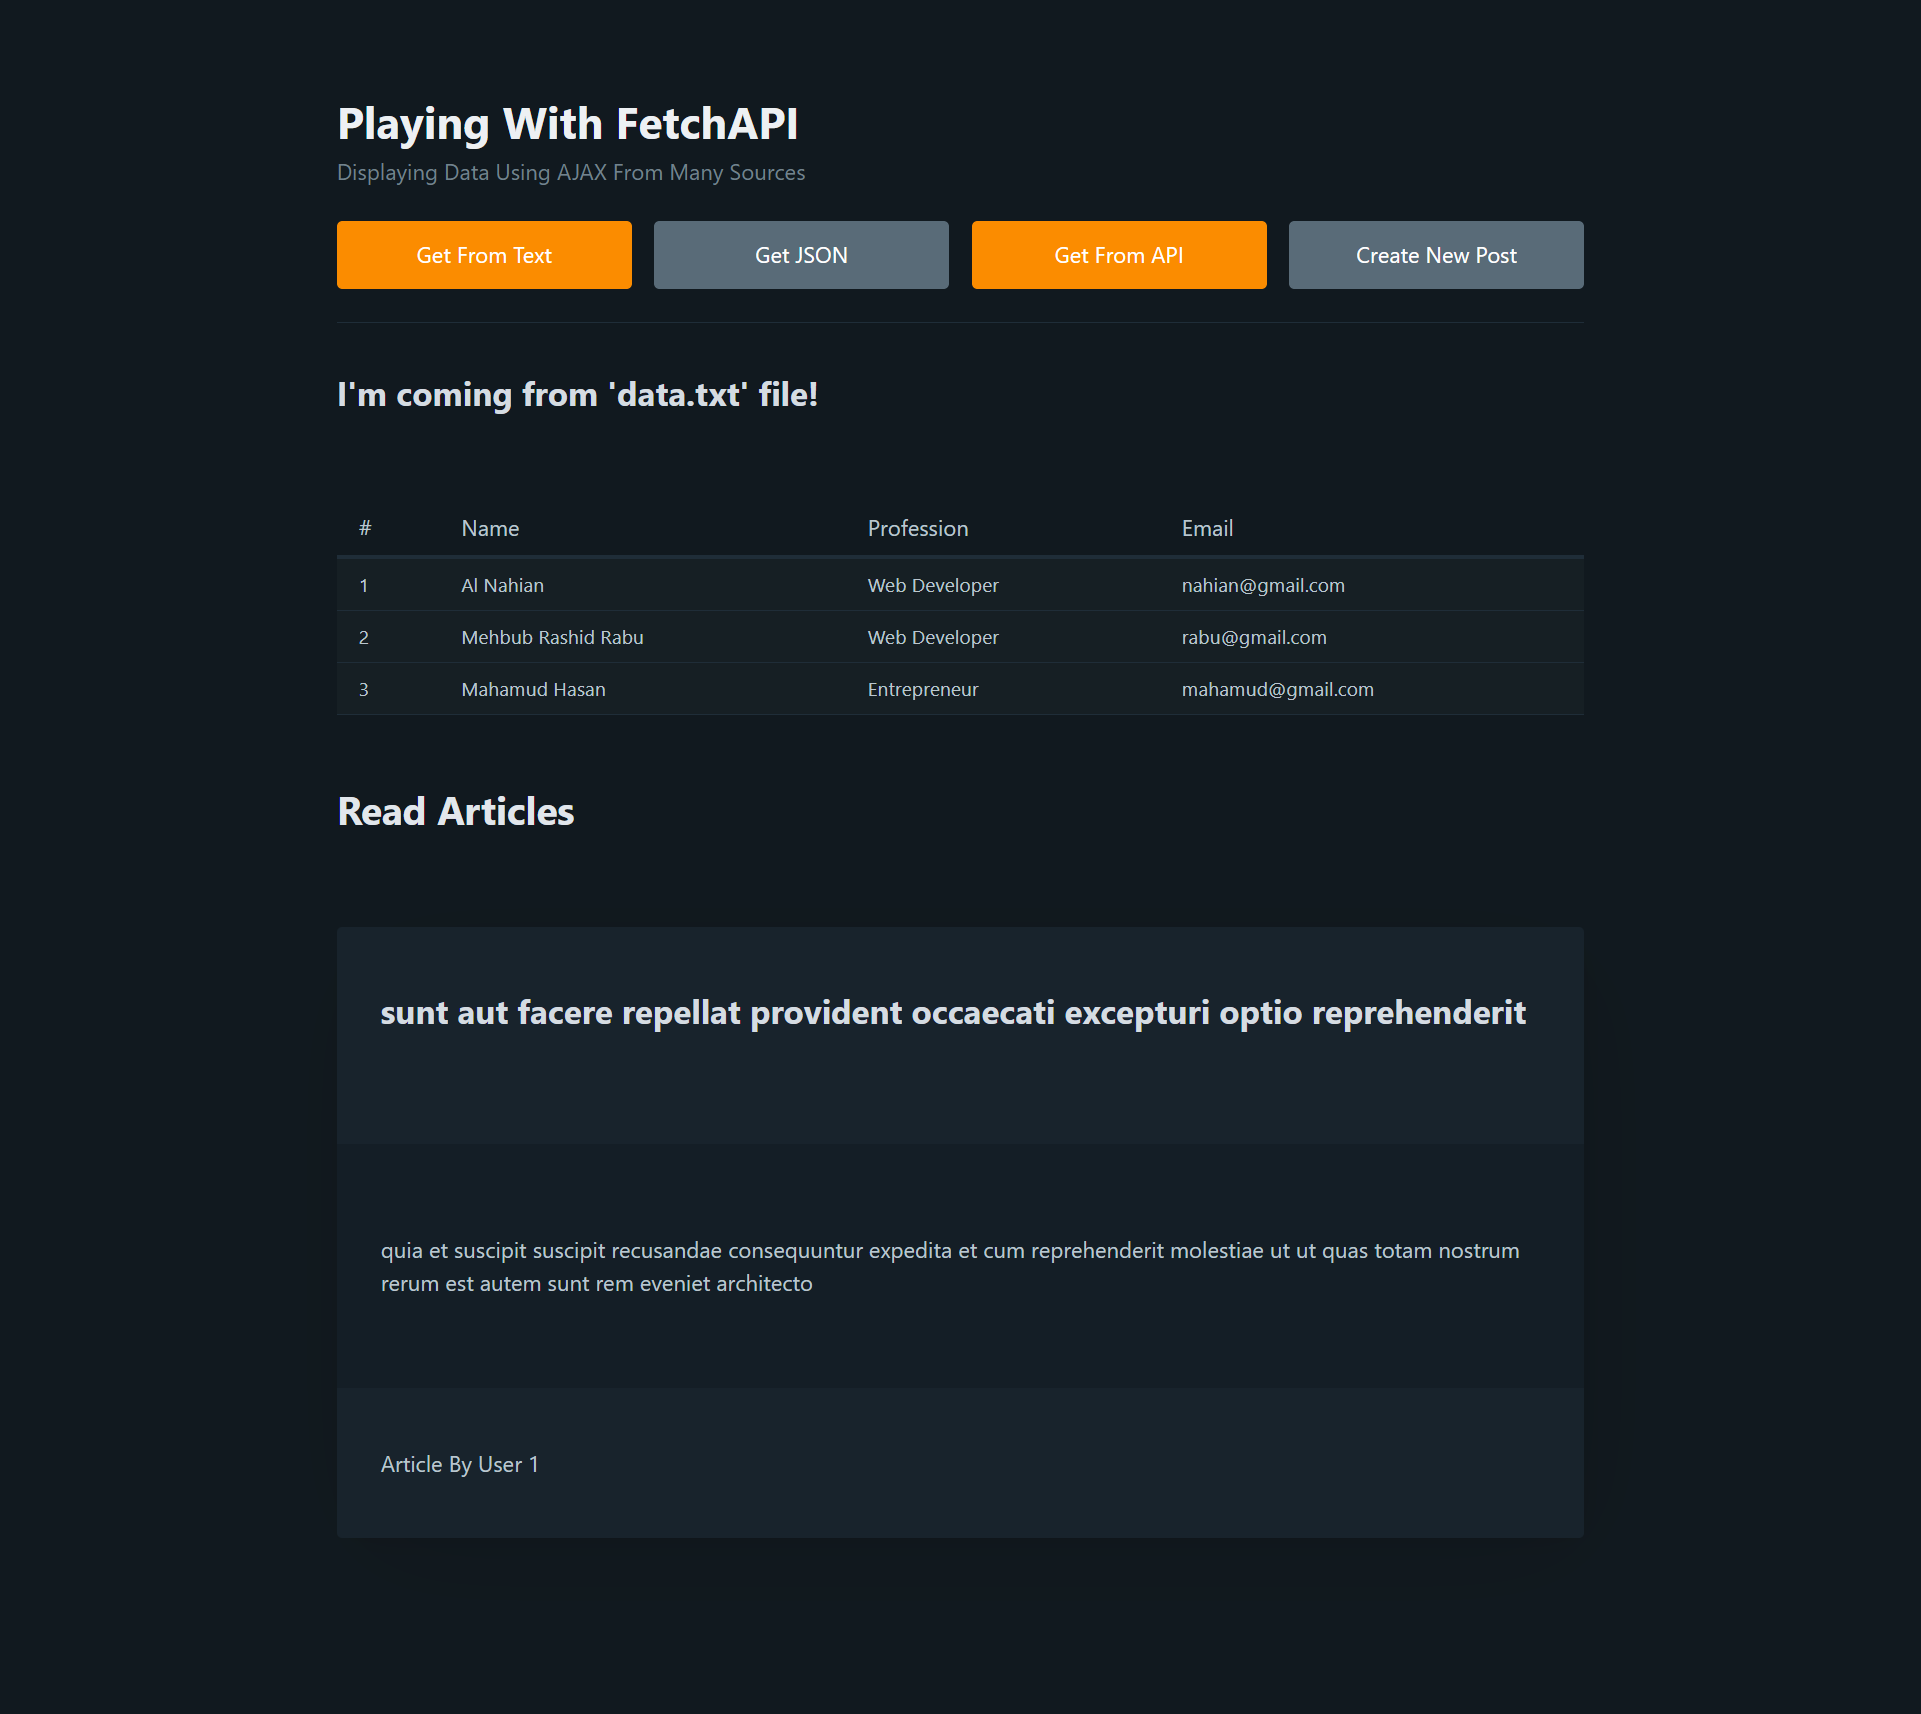 Playing With FetchAPI
Displaying Data Using AJAX From Many Sources
Get From Text Get JSON Get From API Create New Post
I'm coming from 'data.txt' file!
# Name Profession Email
1 Al Nahian Web Developer nahian@gmail.com
2 Mehbub Rashid Rabu Web Developer rabu@gmail.com
3 Mahamud Hasan Entrepreneur mahamud@gmail.com
Read Articles
sunt aut facere repellat provident occaecati excepturi optio reprehenderit
quia et suscipit suscipit recusandae consequuntur expedita et cum reprehenderit molestiae ut ut quas totam nostrum
rerum est autem sunt rem eveniet architecto
Article By User 1